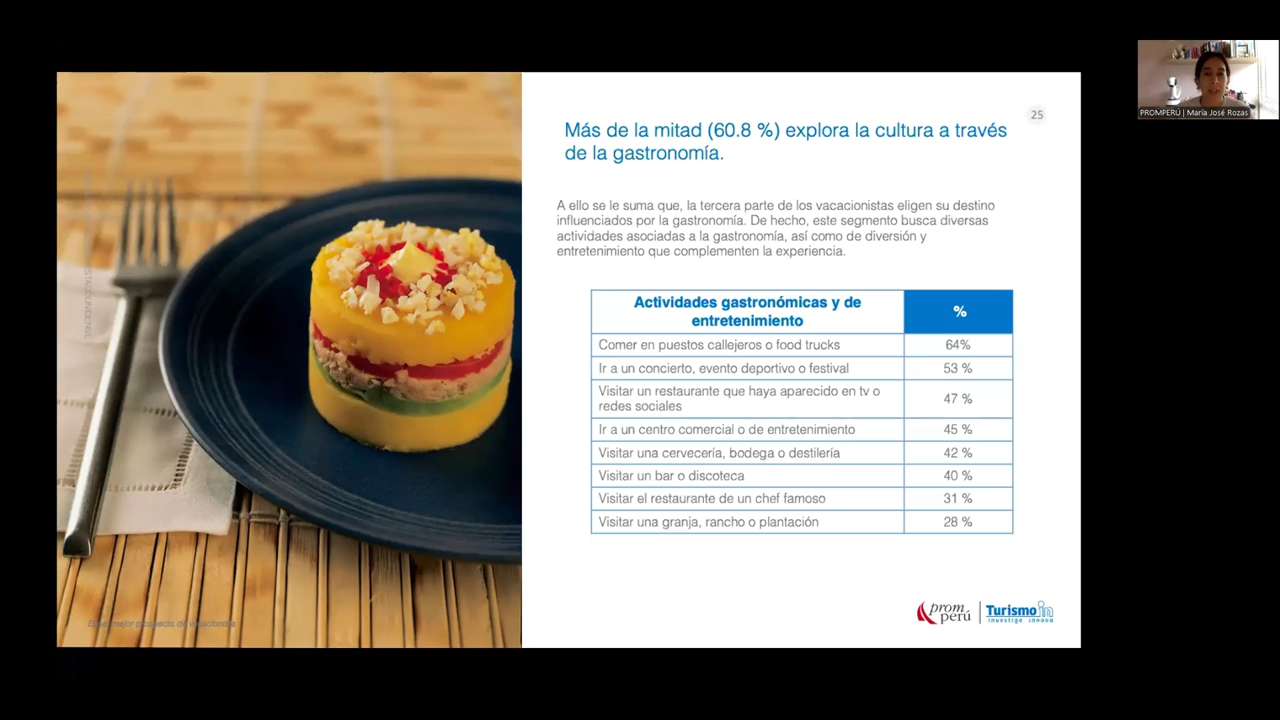 25
Más de la mitad (60.8 %) explora la cultura a través
de la gastronomía.
A ello se le suma que, la tercera parte de los vacacionistas eligen su destino
influenciados por la gastronomía. De hecho, este segmento busca diversas
actividades asociadas a la gastronomía, así como de diversión y
entretenimiento que complementen la experiencia.
Actividades gastronómicas y de
entretenimiento
%
Comer en puestos callejeros o food trucks 64%
Ir a un concierto, evento deportivo o festival 53 %
Visitar un restaurante que haya aparecido en tv o
redes sociales
47 %
Ir a un centro comercial o de entretenimiento 45 %
Visitar una cervecería, bodega o destilería 42 %
Visitar un bar o discoteca 40 %
Visitar el restaurante de un chef famoso 31 %
Visitar una granja, rancho o plantación 28 %
prom
perú
Turismo in
investiga innova
PROMPERÚ | María José Rozas